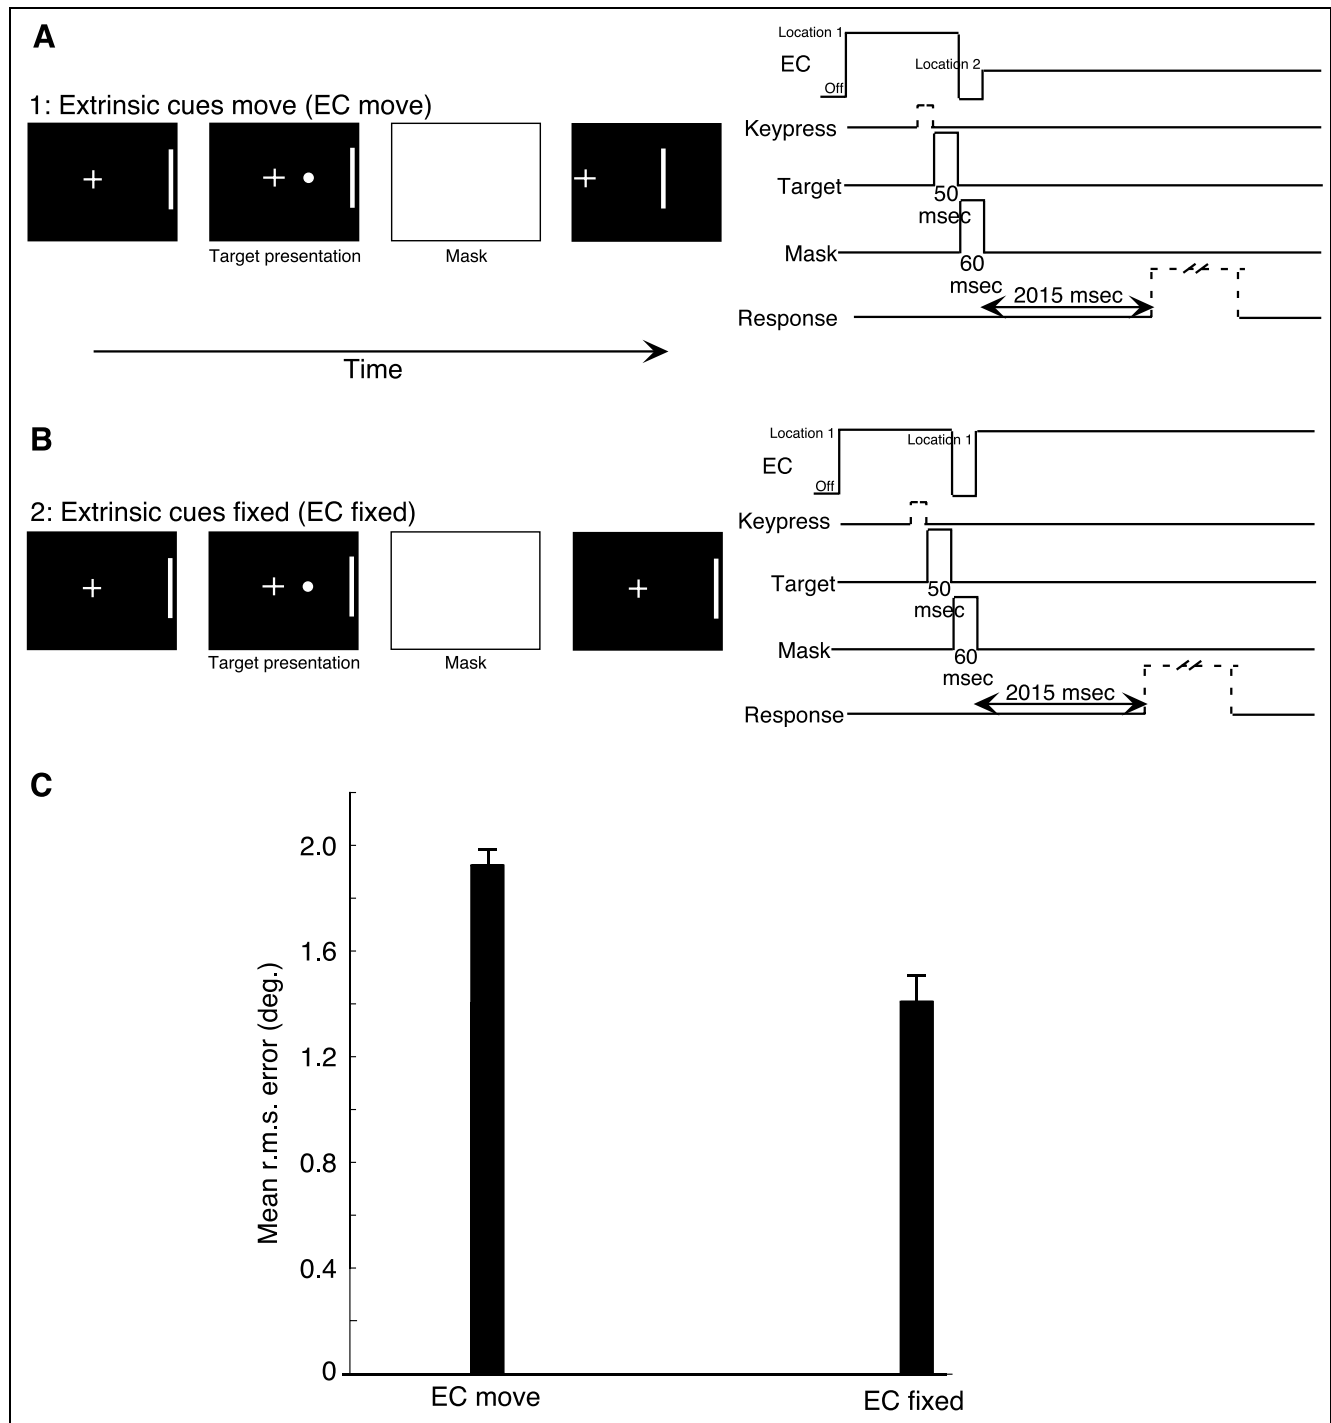 A
1: Extrinsic cues move (EC move)
Target presentation
Mask
Time
Location 1
EC
Location 2
Off
Keypress
Target
50
msec
Mask
60
msec
2015 msec
Response
B
2: Extrinsic cues fixed (EC fixed)
Target presentation
Mask
Location 1
Location 1
EC
Off
Keypress
Target
50
msec
Mask
60
msec
2015 msec
Response
C
Mean r.m.s. error (deg.)
2.0
1.6
1.2
0.8
0.4
0
EC move
EC fixed